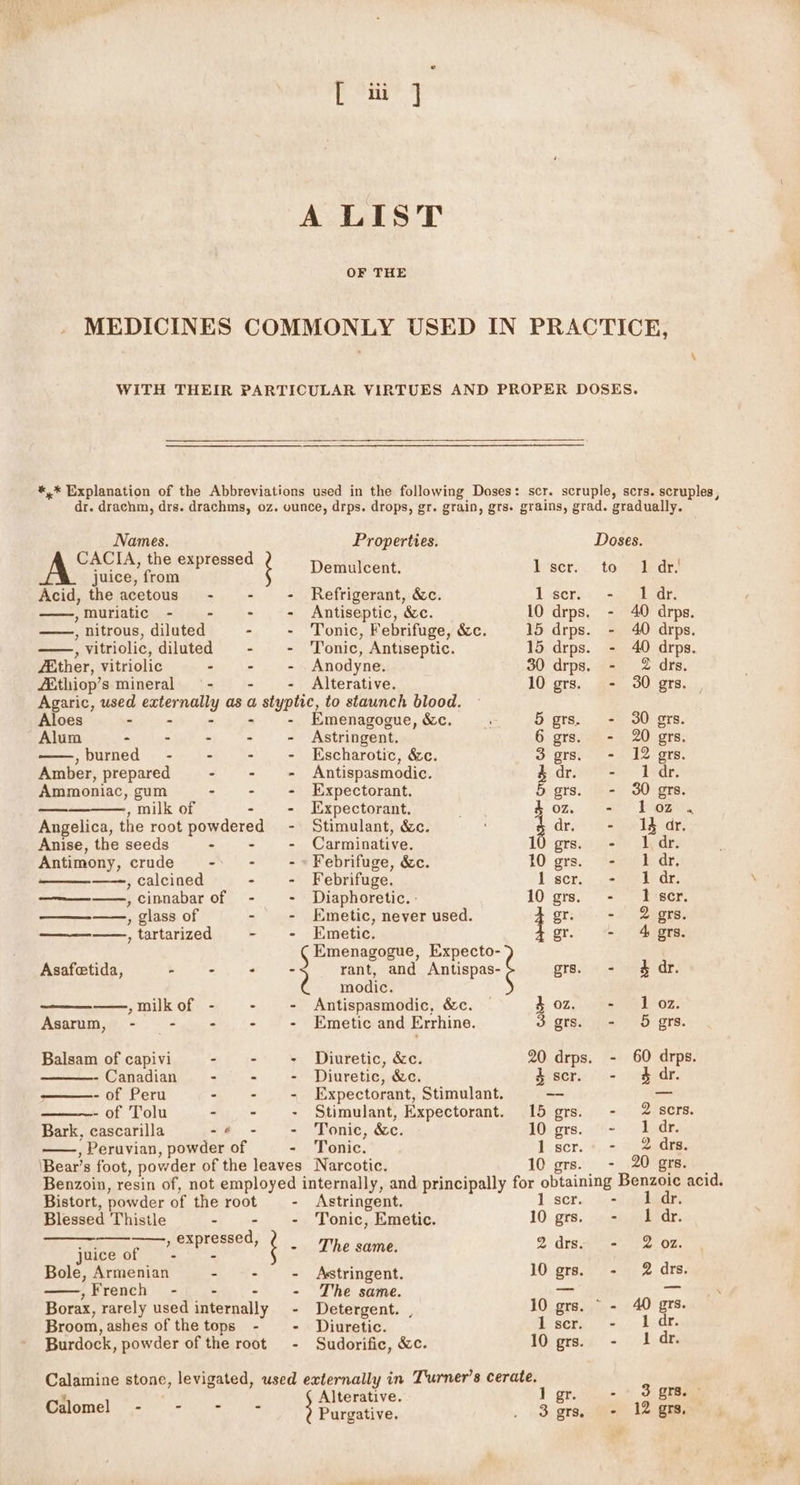 [ iii ]
A LIST
OF THE
MEDICINES COMMONLY USED IN PRACTICE,
WITH THEIR PARTICULAR VIRTUES AND PROPER DOSES.
*⁎* Explanation of the Abbreviations used in the following Doses: scr. scruple, scrs. scruples,
dr. drachm, drs. drachms, oz. ounce, drps. drops, gr. grain, grs. grains, grad. gradually.
Names. Properties. Doses.
ACACIA, the expressed juice, from } Demulcent. 1 scr. to 1 dr.
Acid, the acetous - - - Refrigerant, &c. 1 scr. - 1 dr.
——, muriatic - - - - Antiseptic, &c. 10 drps. - 40 drps.
——, nitrous, diluted - - Tonic, Febrifuge, &c. 15 drps. - 40 drps.
——, vitriolic, diluted - - Tonic, Antiseptic. 15 drps. - 40 drps.
Æther, vitriolic - - - Anodyne. 30 drps. - 2 drs.
Æthiop's mineral - - - Alterative. 10 grs. - 30 grs.
Agaric, used externally as a styptic, to staunch blood.
Aloes - - - - - Emenagogue, &c. 5 grs. - 30 grs.
Alum - - - - - Astringent. 6 grs. - 20 grs.
——, burned - - - - Escharotic, &c. 3 grs. - 12 grs.
Amber, prepared - - - Antispasmodic. ½ dr. - 1 dr.
Ammoniac, gum - - - Expectorant. 5 grs. - 30 grs.
————, milk of - - Expectorant. ½ oz. - 1 oz
Angelica, the root powdered - Stimulant, &c. ½ dr. - 1½ dr.
Anise, the seeds - - - Carminative. 10 grs. - 1 dr.
Antimony, crude - - - Febrifuge, &c. 10 grs. - 1 dr.
————, calcined - - Febrifuge. 1 scr. - 1 dr.
————, cinnabar of - - Diaphoretic. 10 grs. - 1 scr.
————, glass of - - Emetic, never used. ¼ gr. - 2 grs.
————, tartarized - - Emetic. ¼ gr. - 4 grs.
Asafœtida, - - - - { Emenagogue, Expectorant, and Antispasmodic. } grs. - ½ dr.
————, milk of - - - Antispasmodic, &c. ½ oz. - 1 oz.
Asarum, - - - - - Emetic and Errhine. 3 grs. - 5 grs.
Balsam of capivi - - - Diuretic, &c. 20 drps. - 60 drps.
———- Canadian - - - Diuretic, &c. ½ scr. - ½ dr.
———- of Peru - - - Expectorant, Stimulant. — —
———- of Tolu - - - Stimulant, Expectorant. 15 grs. - 2 scrs.
Bark, cascarilla - - - Tonic, &c. 10 grs. - 1 dr.
——, Peruvian, powder of - Tonic. 1 scr. - 2 drs.
Bear's foot, powder of the leaves Narcotic. 10 grs. - 20 grs.
Benzoin, resin of, not employed internally, and principally for obtaining Benzoic acid.
Bistort, powder of the root - Astringent. 1 scr. - 1 dr.
Blessed Thistle - - - Tonic, Emetic. 10 grs. - 1 dr.
————, expressed, juice of - - } - The same. 2 drs. - 2 oz.
Bole, Armenian - - - Astringent. 10 grs. - 2 drs.
——, French - - - - The same. — —
Borax, rarely used internally - Detergent. 10 grs. - 40 grs.
Broom, ashes of the tops - - Diuretic. 1 scr. - 1 dr.
Burdock, powder of the root - Sudorific, &c. 10 grs. - 1 dr.
Calamine stone, levigated, used externally in Turner's cerate.
Calomel - - - - { Alterative. 1 gr. - 3 grs.
Purgative. 3 grs. - 12 grs.